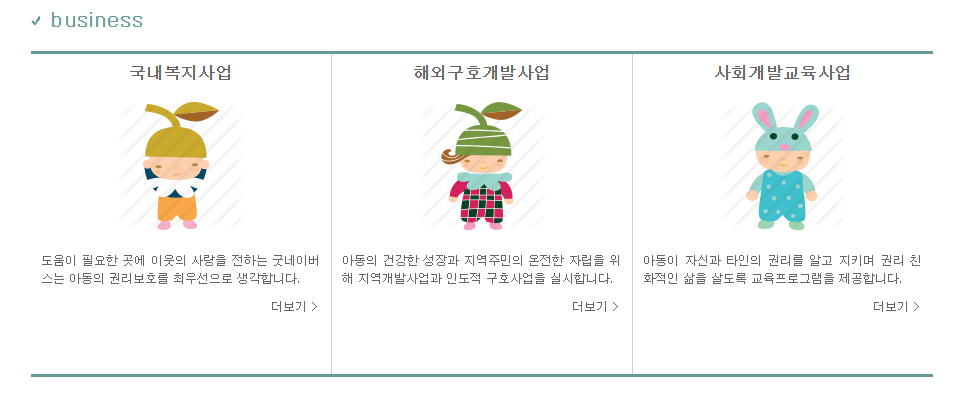 business
국내복지사업
도움이 필요한 곳에 이웃의 사랑을 전하는 굿네이버
스는 아동의 권리보호를 최우선으로 생각합니다.
더보기 >
해외구호개발사업
아동의 건강한 성장과 지역주민의 온전한 자립을 위
해 지역개발사업과 인도적 구호사업을 실시합니다.
더보기 >
사회개발교육사업
아동이 자신과 타인의 권리를 알고 지키며 권리 친
화적인 삶을 살도록 교육프로그램을 제공합니다.
더보기 >